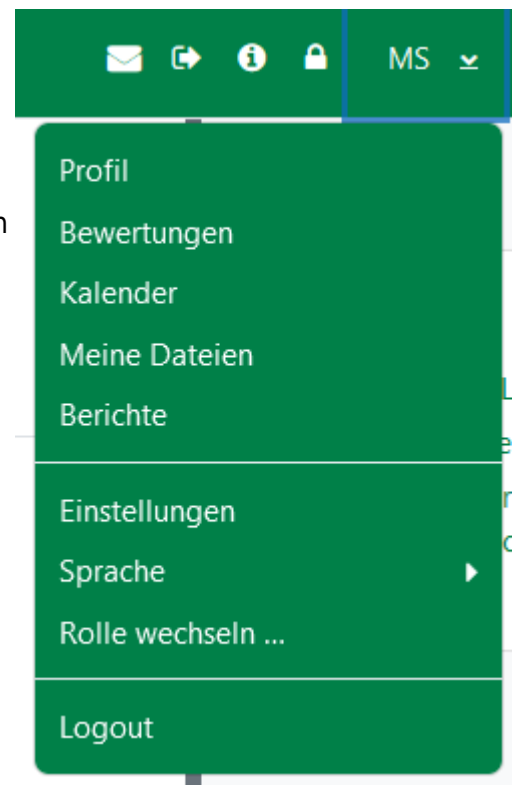 MS
Profil
Bewertungen
Kalender
Meine Dateien
Berichte
Einstellungen
Sprache
Rolle wechseln ...
Logout